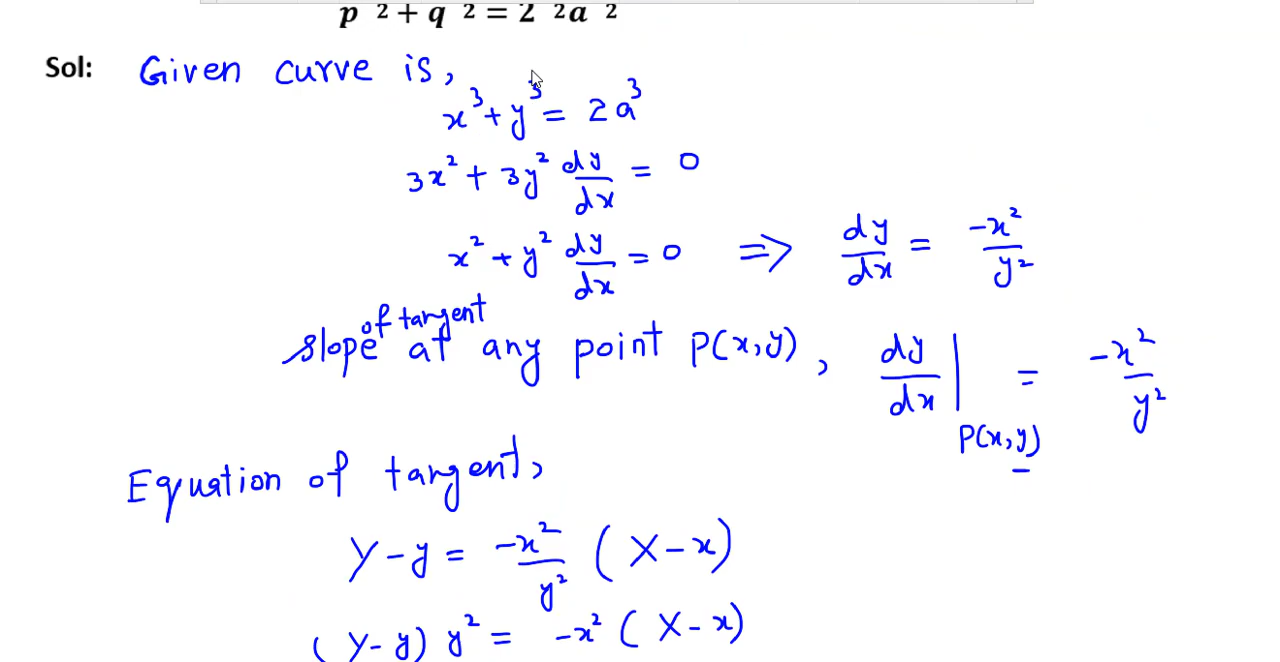 p 2 + q 2 = 2 2a 2
Sol: Given curve is,
x³ + y³ = 2a³
3x² + 3y² dy/dx = 0
x² + y² dy/dx = 0 ⇒ dy/dx = -x²/y²
slope of tangent at any point P(x,y), dy/dx|P(x,y) = -x²/y²
Equation of tangent,
Y - y = -x²/y² (X - x)
(Y - y) y² = -x² (X - x)